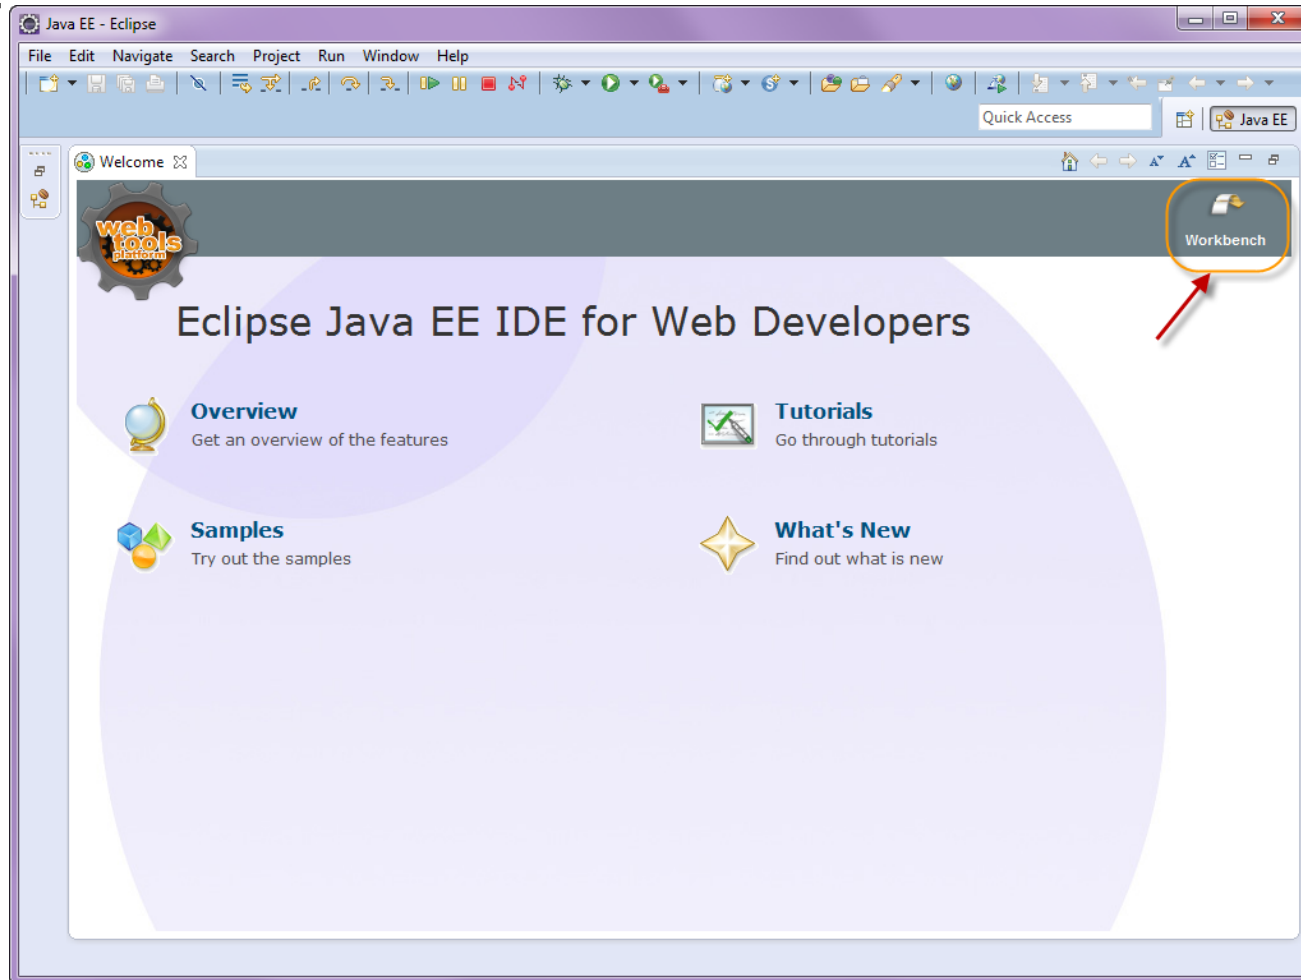 Java EE - Eclipse
File Edit Navigate Search Project Run Window Help
Quick Access
Java EE
Welcome
web
tools
platform
Workbench
Eclipse Java EE IDE for Web Developers
Overview
Get an overview of the features
Tutorials
Go through tutorials
Samples
Try out the samples
What's New
Find out what is new